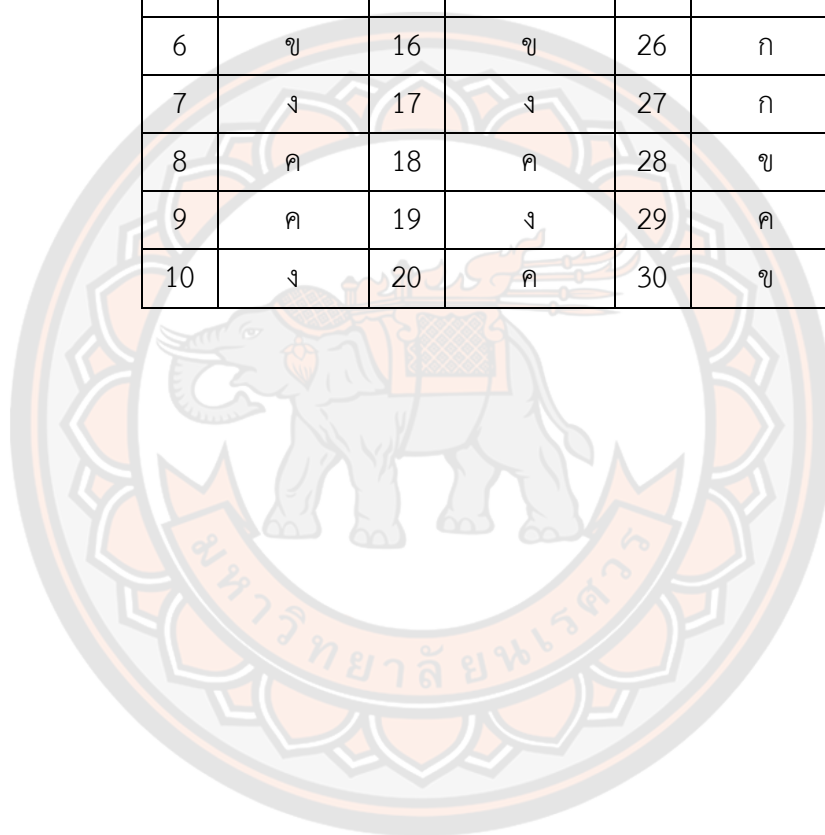 6 ข 16 ข 26 ก
7 ง 17 ง 27 ก
8 ค 18 ค 28 ข
9 ค 19 ง 29 ค
10 ง 20 ค 30 ข
มหาวิทยาลัยนเรศวร